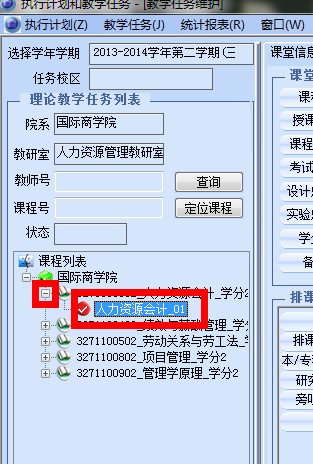 执行计划和教学任务 - [教学任务维护]
执行计划(Z) 教学任务(J) 统计报表(R) 窗口(W)
选择学年学期 2013-2014学年第二学期(三
任务校区
理论教学任务列表
院系 国际商学院
教研室 人力资源管理教研室
教师号 查询
课程号 定位课程
状态
课程列表
国际商学院
人力资源会计_学分2
人力资源会计_01
绩效与基础管理_学分
3271100502_劳动关系与劳工法_学
3271100802_项目管理_学分2
3271100902_管理学原理_学分2
课堂信息
课堂
课程
授课
课程
考试
设计
实验
学
备
排课
排课
本/专
研究
旁听